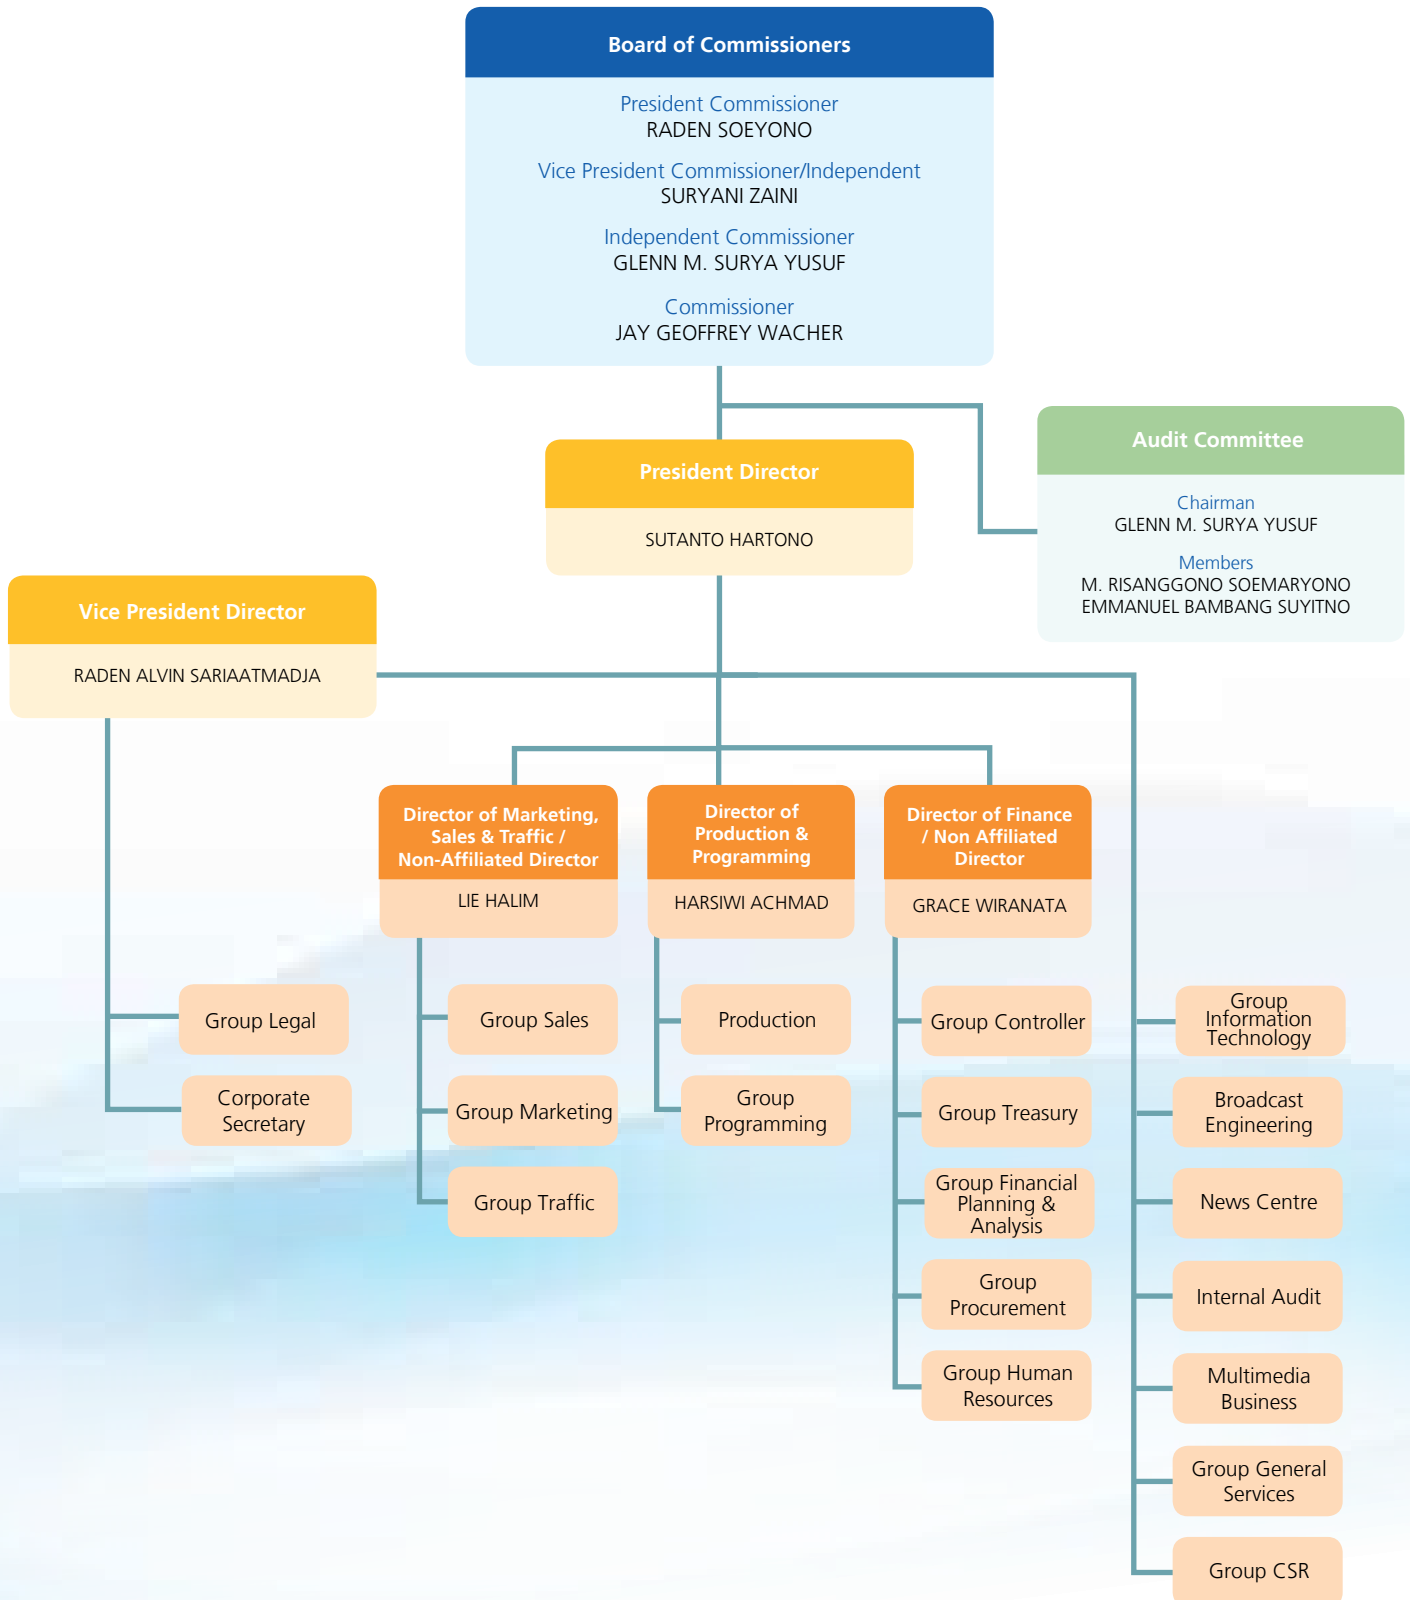 Board of Commissioners
President Commissioner
RADEN SOEYONO
Vice President Commissioner/Independent
SURYANI ZAINI
Independent Commissioner
GLENN M. SURYA YUSUF
Commissioner
JAY GEOFFREY WACHER
Audit Committee
Chairman
GLENN M. SURYA YUSUF
Members
M. RISANGGONO SOEMARYONO
EMMANUEL BAMBANG SUYITNO
President Director
SUTANTO HARTONO
Vice President Director
RADEN ALVIN SARIAATMADJA
Director of Marketing,
Sales & Traffic /
Non-Affiliated Director
LIE HALIM
Director of
Production &
Programming
HARSIWI ACHMAD
Director of Finance
/ Non Affiliated
Director
GRACE WIRANATA
Group Legal
Corporate
Secretary
Group Sales
Group Marketing
Group Traffic
Production
Group
Programming
Group Controller
Group Treasury
Group Financial
Planning &
Analysis
Group
Procurement
Group Human
Resources
Group
Information
Technology
Broadcast
Engineering
News Centre
Internal Audit
Multimedia
Business
Group General
Services
Group CSR